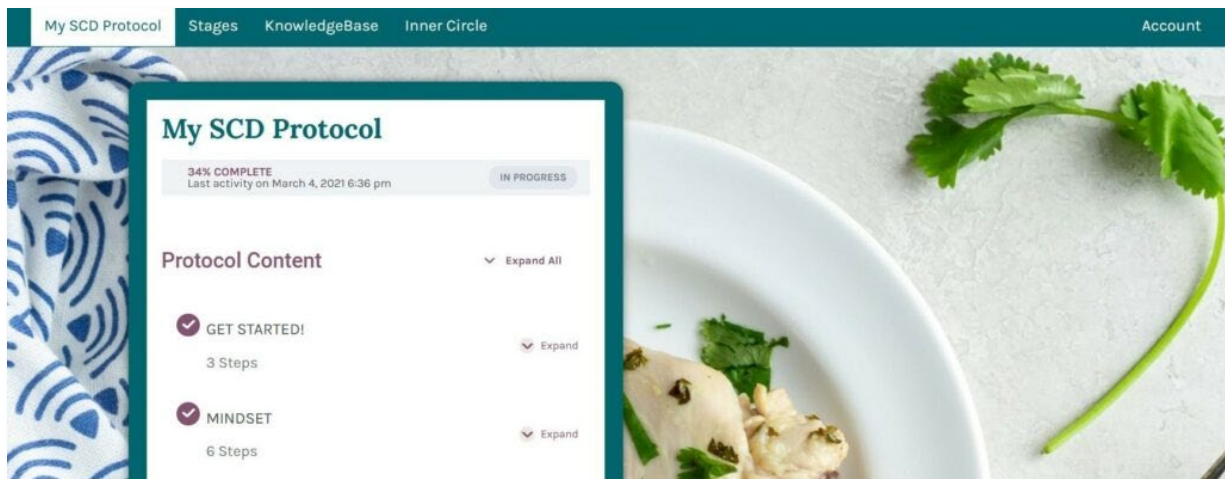 My SCD Protocol
Stages
KnowledgeBase
Inner Circle
Account
My SCD Protocol
34% COMPLETE
Last activity on March 4, 2021 6:36 pm
IN PROGRESS
Protocol Content
Expand All
GET STARTED!
3 Steps
Expand
MINDSET
6 Steps
Expand